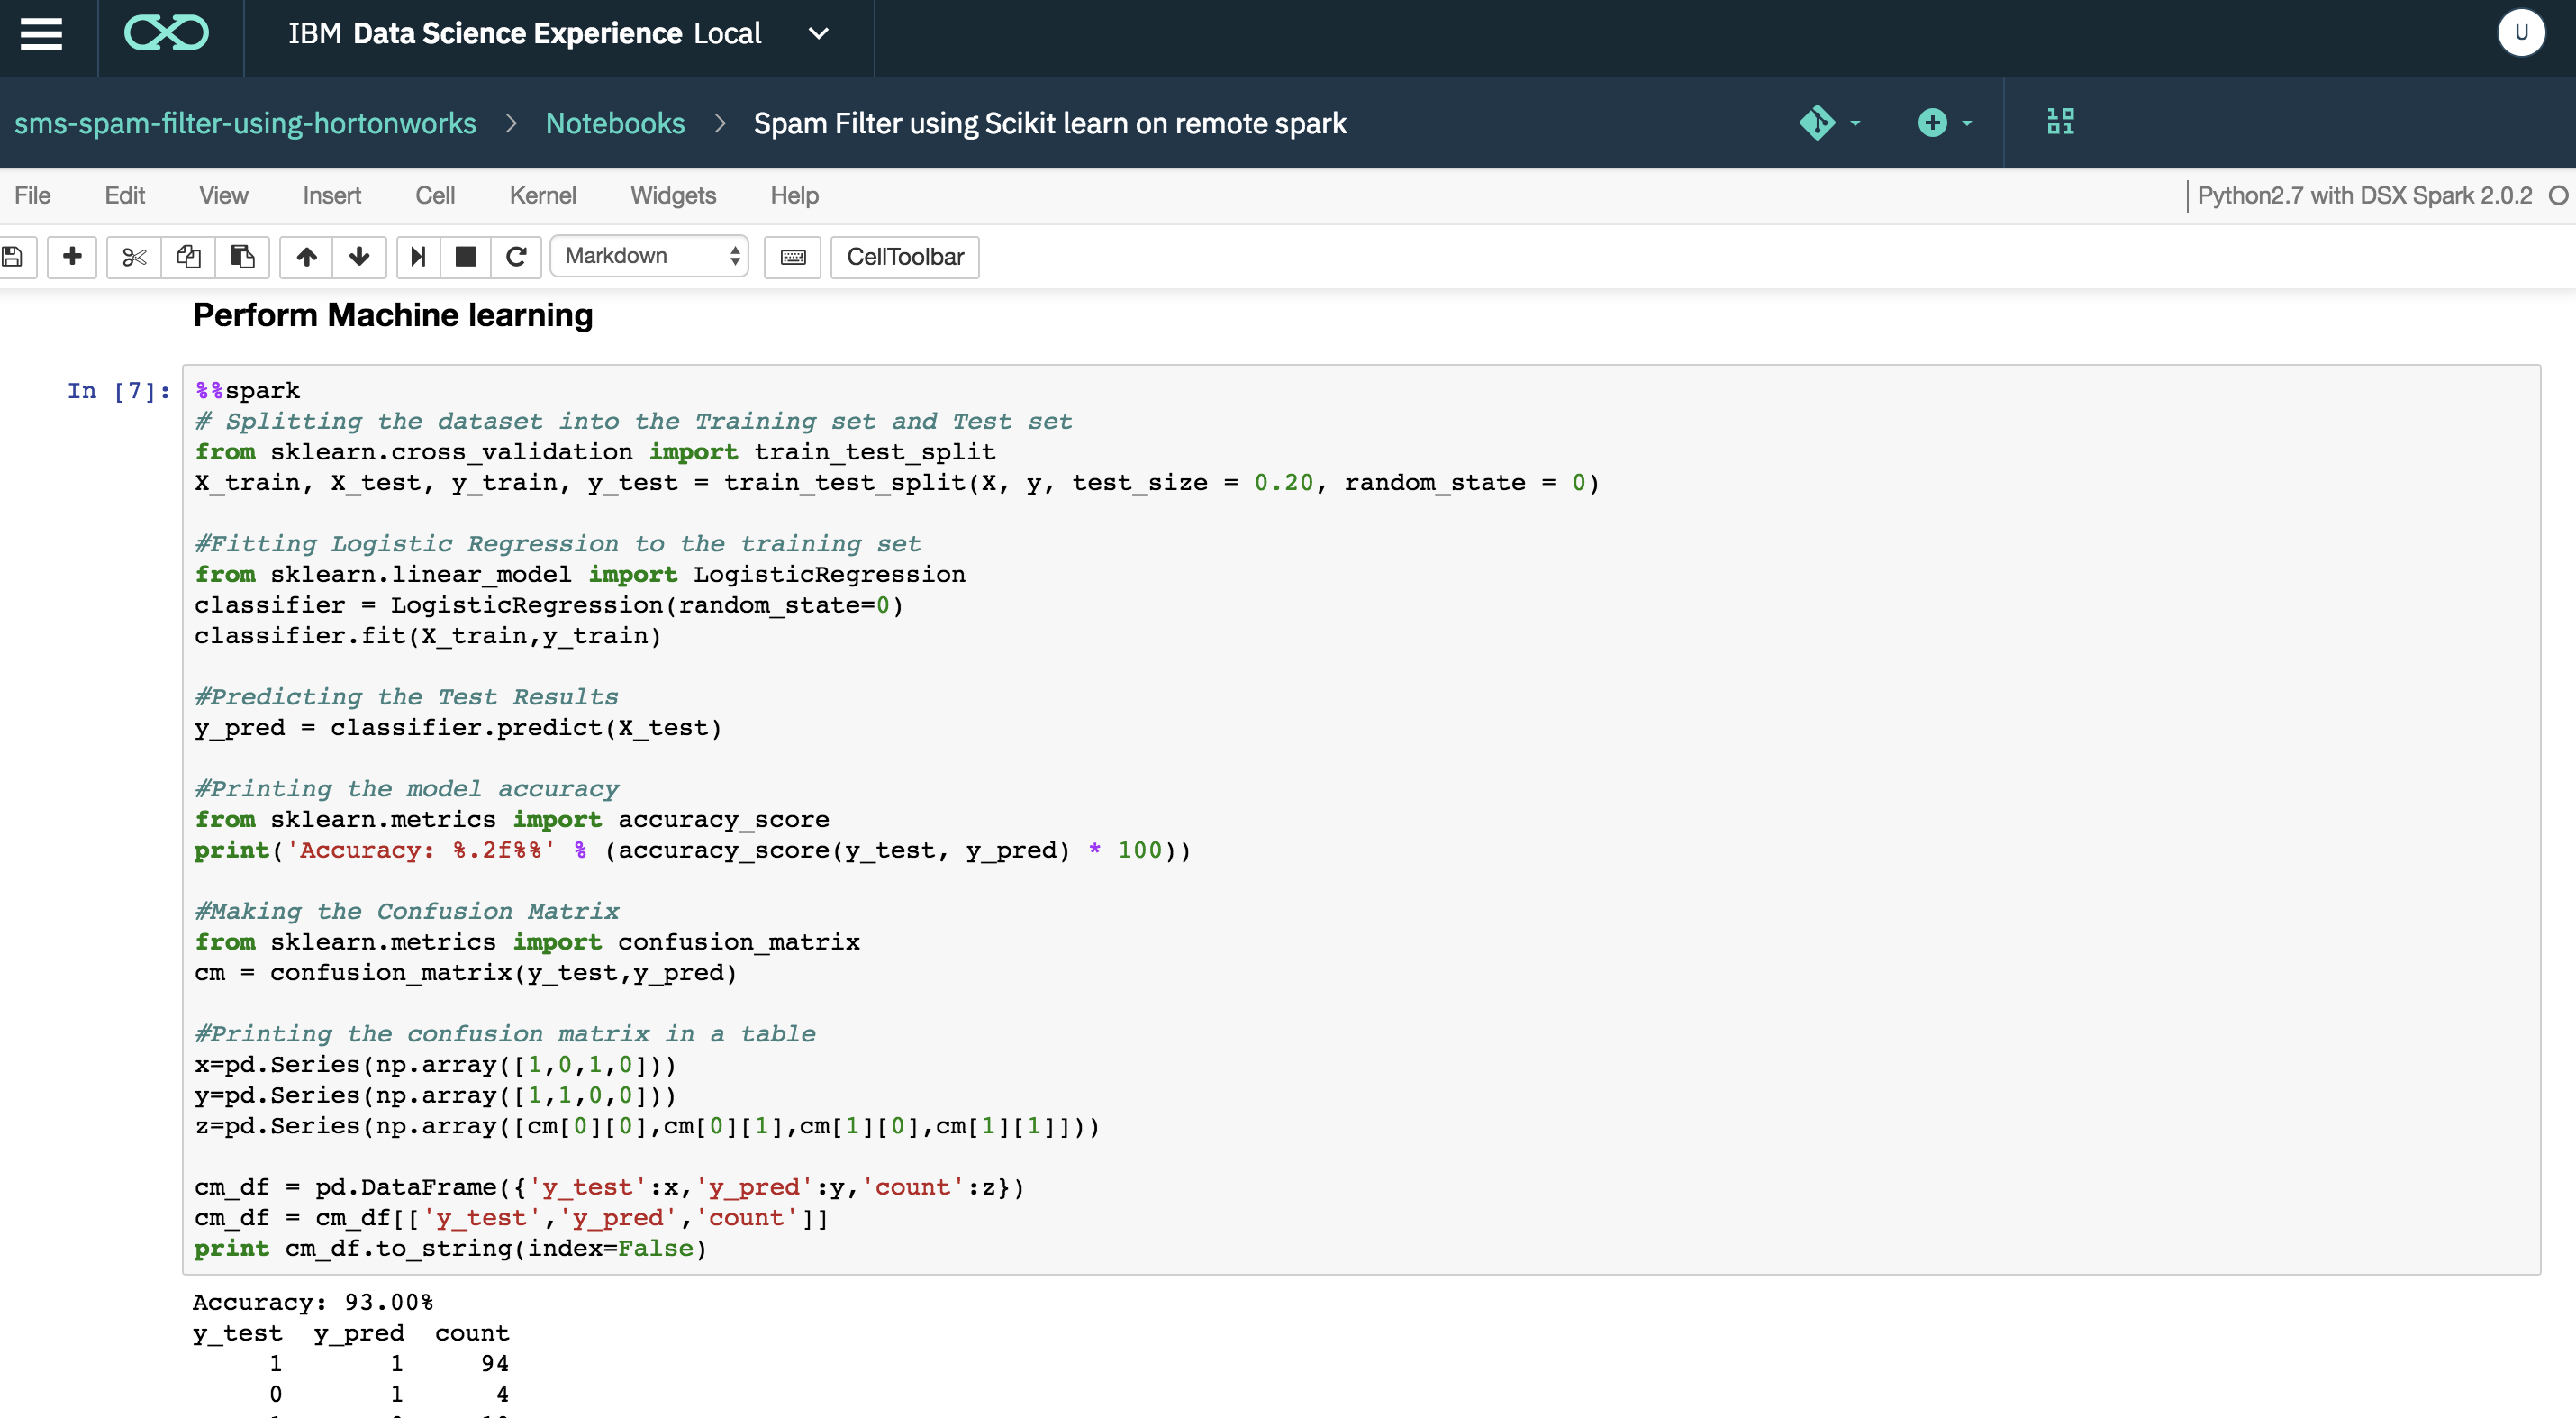 IBM Data Science Experience Local
U
sms-spam-filter-using-hortonworks > Notebooks > Spam Filter using Scikit learn on remote spark
File Edit View Insert Cell Kernel Widgets Help Python2.7 with DSX Spark 2.0.2
Markdown CellToolbar
Perform Machine learning
In [7]: %%spark
# Splitting the dataset into the Training set and Test set
from sklearn.cross_validation import train_test_split
X_train, X_test, y_train, y_test = train_test_split(X, y, test_size = 0.20, random_state = 0)
#Fitting Logistic Regression to the training set
from sklearn.linear_model import LogisticRegression
classifier = LogisticRegression(random_state=0)
classifier.fit(X_train,y_train)
#Predicting the Test Results
y_pred = classifier.predict(X_test)
#Printing the model accuracy
from sklearn.metrics import accuracy_score
print('Accuracy: %.2f%%' % (accuracy_score(y_test, y_pred) * 100))
#Making the Confusion Matrix
from sklearn.metrics import confusion_matrix
cm = confusion_matrix(y_test,y_pred)
#Printing the confusion matrix in a table
x=pd.Series(np.array([1,0,1,0]))
y=pd.Series(np.array([1,1,0,0]))
z=pd.Series(np.array([cm[0][0],cm[0][1],cm[1][0],cm[1][1]]))
cm_df = pd.DataFrame({'y_test':x,'y_pred':y,'count':z})
cm_df = cm_df[['y_test','y_pred','count']]
print cm_df.to_string(index=False)
Accuracy: 93.00%
y_test y_pred count
1 1 94
0 1 4